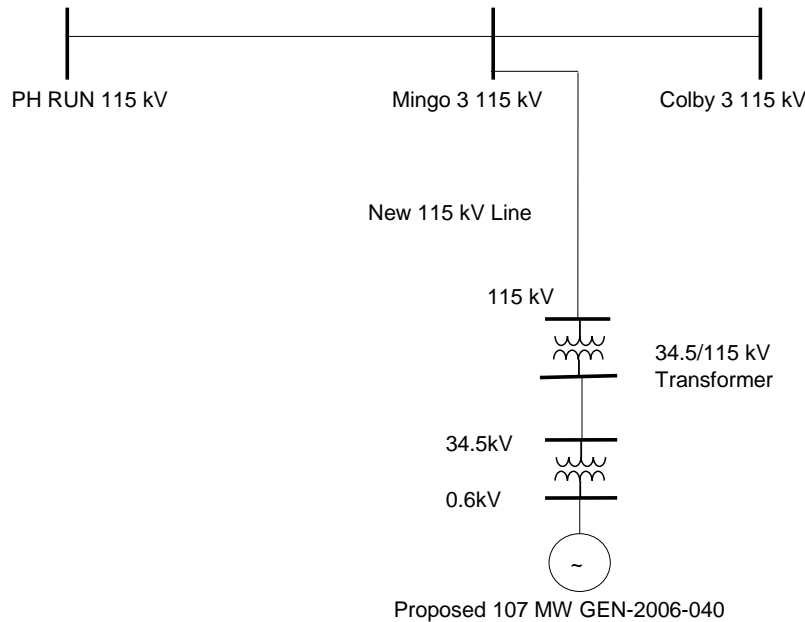 PH RUN 115 kV
Mingo 3 115 kV
Colby 3 115 kV
New 115 kV Line
115 kV
34.5/115 kV
Transformer
34.5kV
0.6kV
~
Proposed 107 MW GEN-2006-040